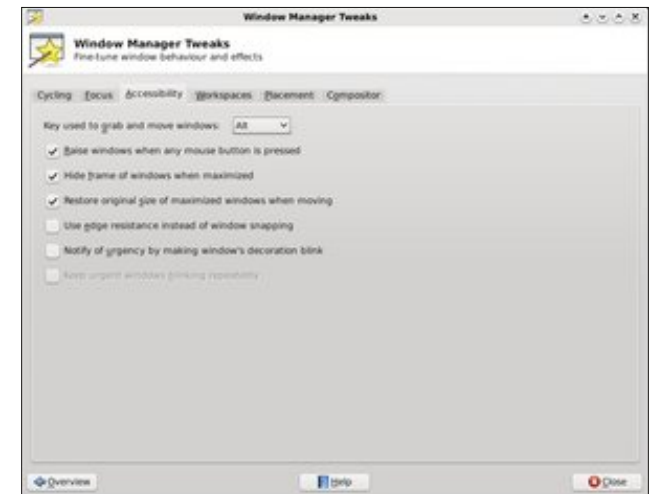 Window Manager Tweaks
Window Manager Tweaks
Fine-tune window behaviour and effects
Cycling Focus Accessibility Workspaces Placement Compositor
Key used to grab and move windows: Alt
Raise windows when any mouse button is pressed
Hide frame of windows when maximized
Restore original size of maximized windows when moving
Use edge resistance instead of window snapping
Notify of urgency by making window's decoration blink
Keep urgent windows blinking repeatedly
Overview Help Close